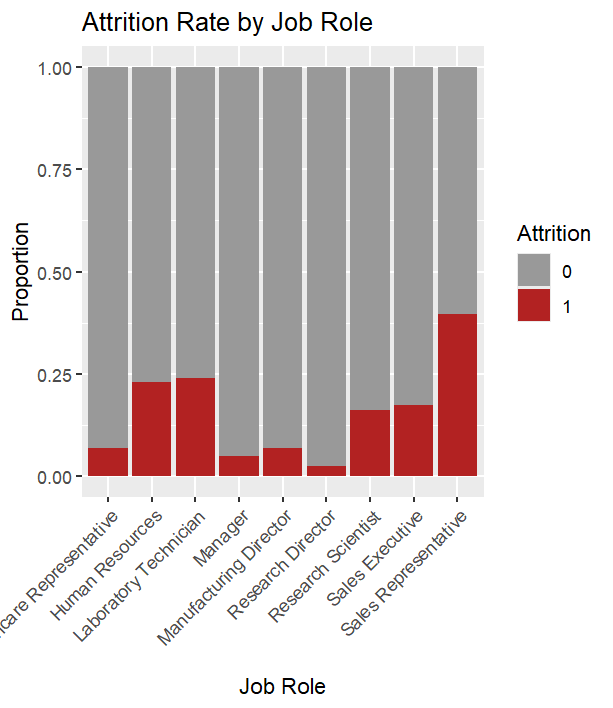 Attrition Rate by Job Role
1.00
0.75
0.50
0.25
0.00
Proportion
Representative
Human Resources
Laboratory Technician
Manager
Manufacturing Director
Research Director
Research Scientist
Sales Executive
Sales Representative
Job Role
Attrition
0
1